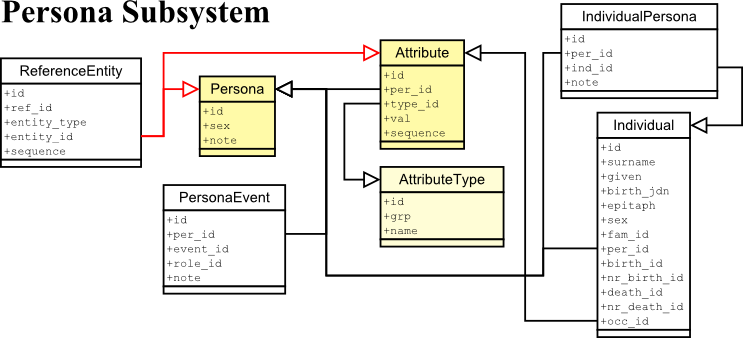 Persona Subsystem
ReferenceEntity
+id
+ref_id
+entity_type
+entity_id
+sequence
Persona
+id
+sex
+note
PersonaEvent
+id
+per_id
+event_id
+role_id
+note
Attribute
+id
+per_id
+type_id
+val
+sequence
AttributeType
+id
+grp
+name
IndividualPersona
+id
+per_id
+ind_id
+note
Individual
+id
+surname
+given
+birth_jdn
+epitaph
+sex
+fam_id
+per_id
+birth_id
+nr_birth_id
+death_id
+nr_death_id
+occ_id